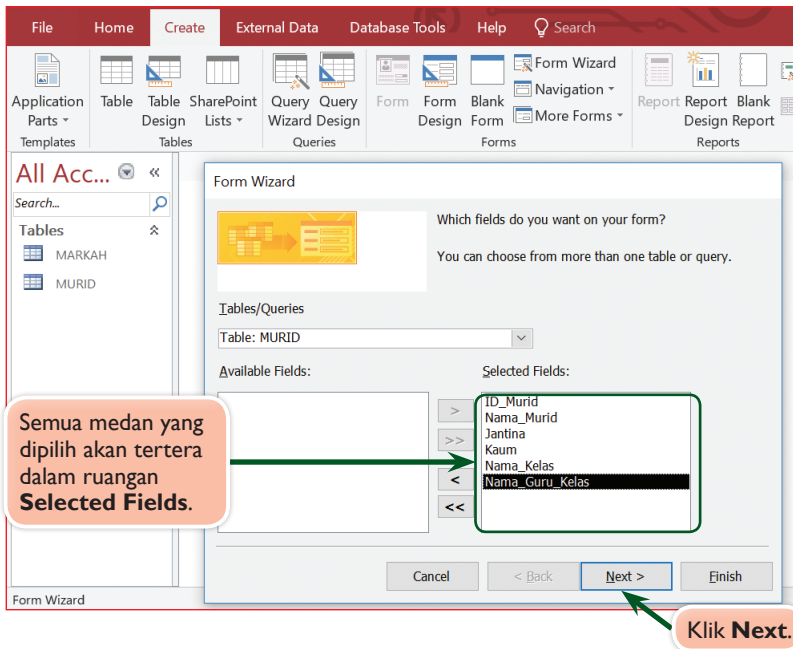 File Home Create External Data Database Tools Help Search
Application Parts Table Table Design SharePoint Lists Query Wizard Query Design Form Form Design Blank Form Form Wizard Navigation More Forms Report Report Design Blank Report
Templates Tables Queries Forms Reports
All Acc... «
Search...
Tables
MARKAH
MURID
Form Wizard
Which fields do you want on your form?
You can choose from more than one table or query.
Tables/Queries
Table: MURID
Available Fields:
Selected Fields:
>
>>
<
<<
ID_Murid
Nama_Murid
Jantina
Kaum
Nama_Kelas
Nama_Guru_Kelas
Semua medan yang
dipilih akan tertera
dalam ruangan
Selected Fields.
Cancel < Back Next > Finish
Form Wizard
Klik Next.